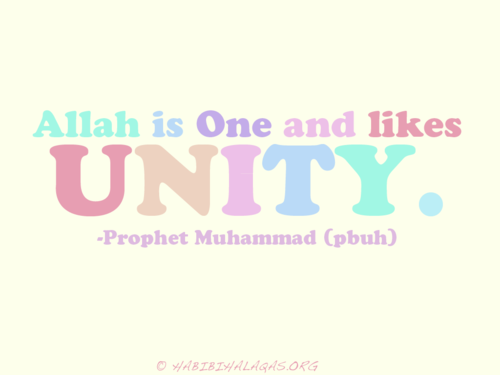 Allah is One and likes
UNITY.
-Prophet Muhammad (pbuh)
© HABIBIHALAQAS.ORG